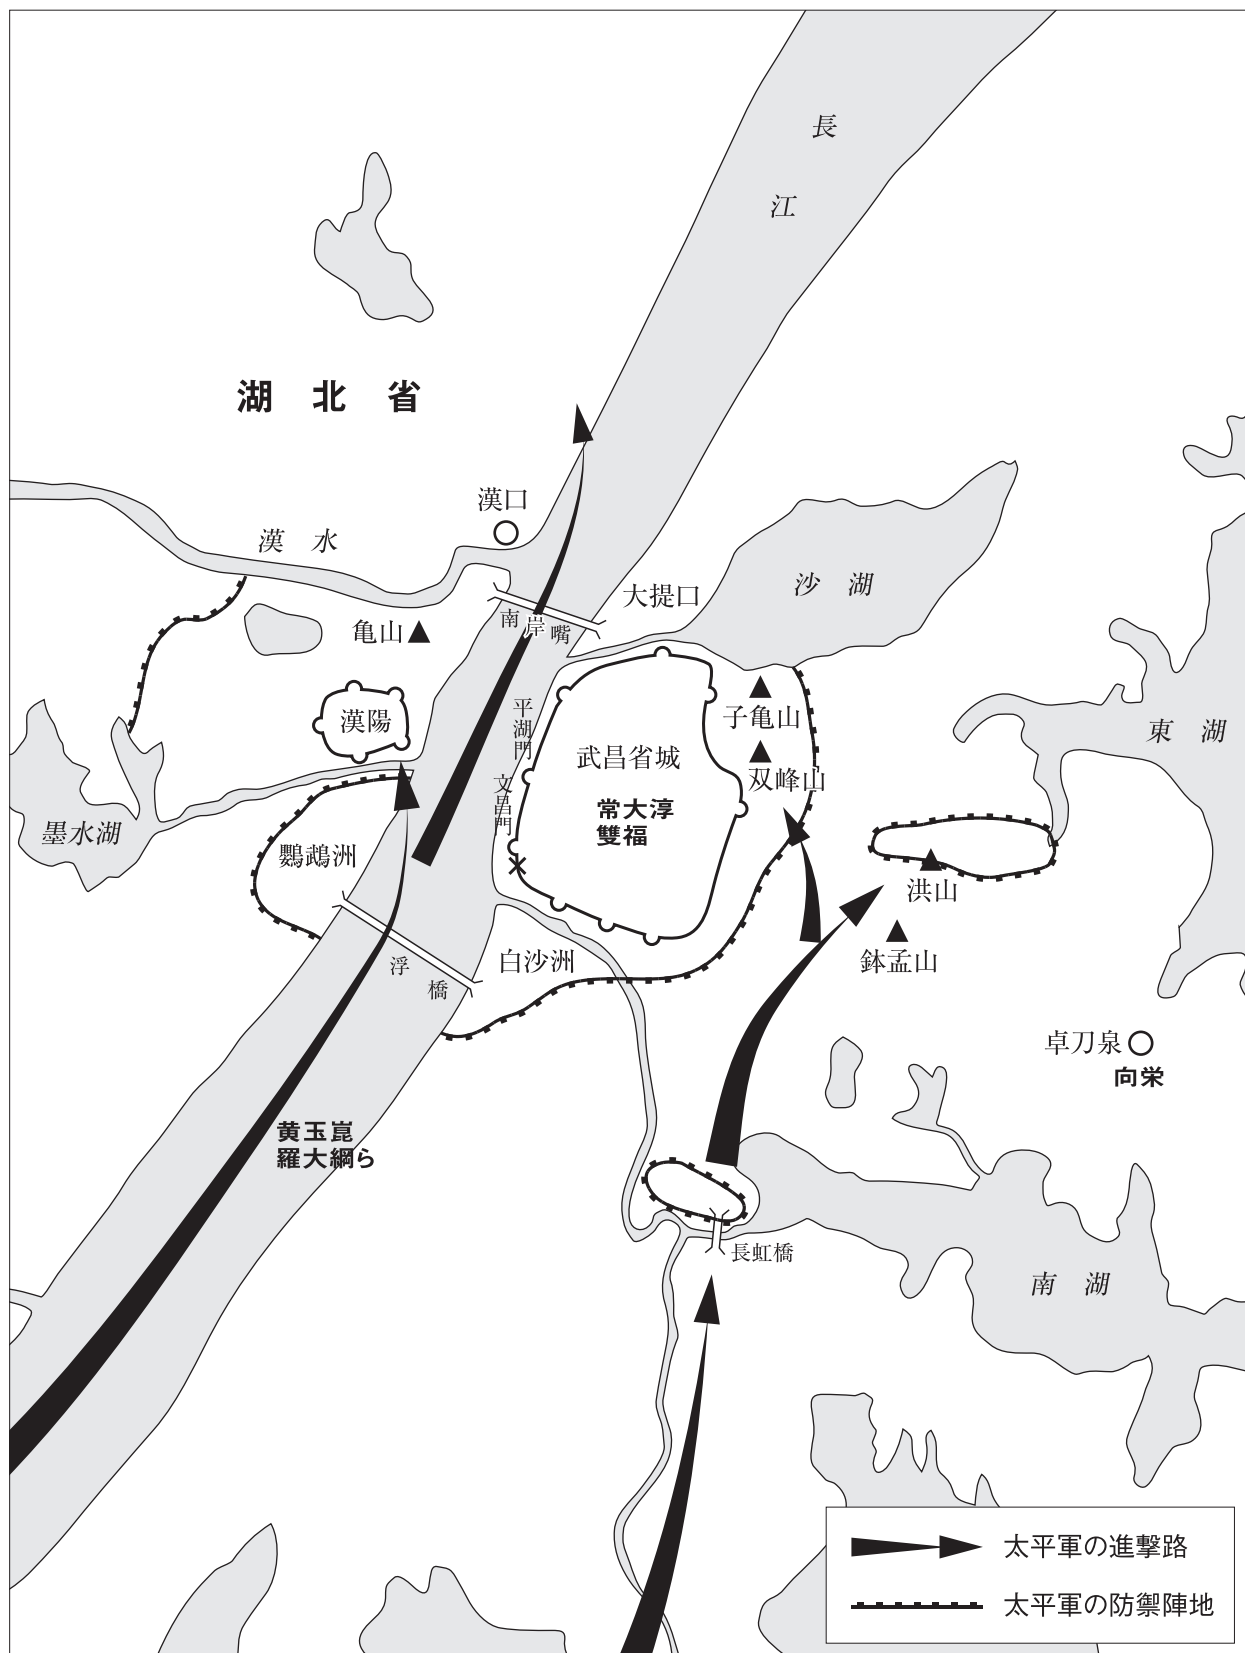 長江
湖北省
漢口
漢水
大提口
沙湖
南岸嘴
亀山
子亀山
平湖門
漢陽
東湖
武昌省城
双峰山
文昌門
常大淳
雙福
墨水湖
鸚鵡洲
洪山
白沙洲
鉢孟山
浮橋
卓刀泉
向栄
黄玉崑
羅大綱ら
長虹橋
南湖
太平軍の進撃路
太平軍の防禦陣地